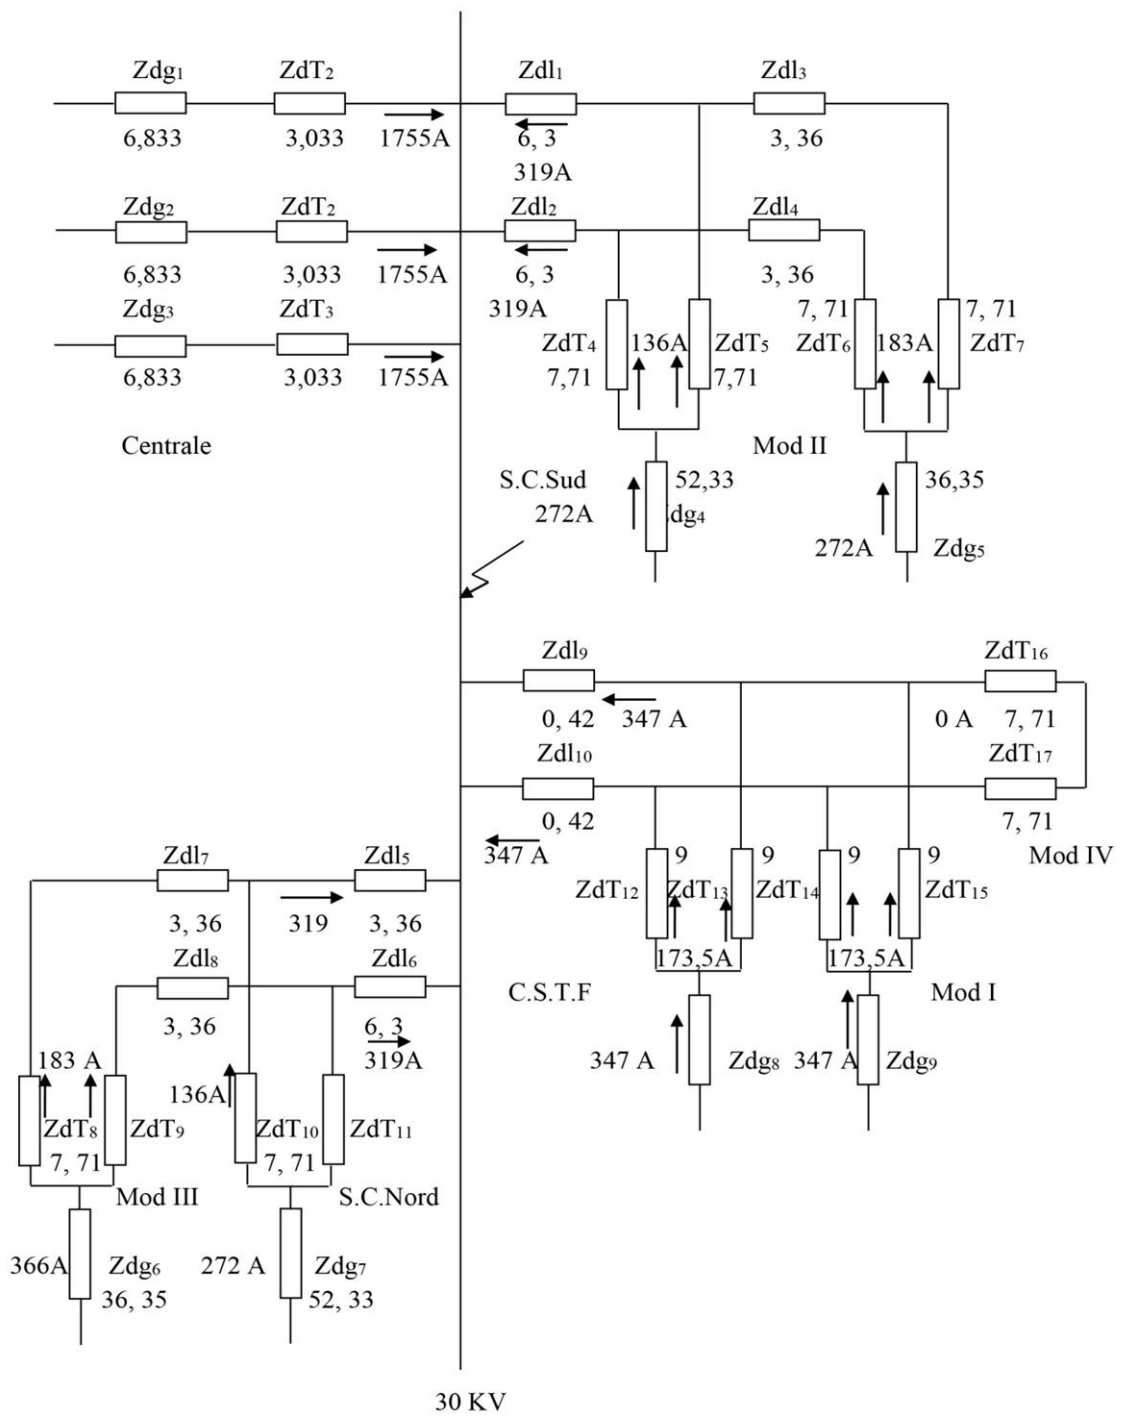 Zdg1 ZdT2 Zdl1 Zdl3
6,833 3,033 1755A 6, 3 3, 36
319A
Zdg2 ZdT2 Zdl2 Zdl4
6,833 3,033 1755A 6, 3 3, 36
319A
Zdg3 ZdT3
6,833 3,033 1755A
7, 71 7, 71
ZdT4 136A ZdT5 ZdT6 183A ZdT7
7,71 7,71
Centrale Mod II
S.C.Sud 52,33 36,35
272A dg4
272A Zdg5
Zdl9 ZdT16
0, 42 347 A 0 A 7, 71
Zdl10 ZdT17
0, 42 7, 71
347 A Mod IV
Zdl7 Zdl5 9 9 9 9
ZdT12 ZdT13 ZdT14 ZdT15
3, 36 319 3, 36
Zdl8 Zdl6 173,5A 173,5A
C.S.T.F Mod I
3, 36 6, 3
319A
183 A 347 A Zdg8 347 A Zdg9
136A
ZdT8 ZdT9 ZdT10 ZdT11
7, 71 7, 71
Mod III S.C.Nord
366A Zdg6 272 A Zdg7
36, 35 52, 33
30 KV